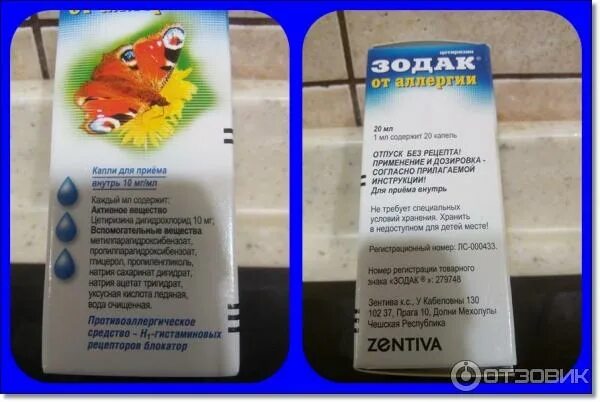 Капли для приёма
внутрь 10 мг/мл
Каждый мл содержит:
Активное вещество
Цетиризина дигидрохлорид 10 мг;
Вспомогательные вещества
метилпарагидроксибензоат,
пропилпарагидроксибензоат,
глицерол, пропиленгликоль,
натрия сахаринат дигидрат,
натрия ацетат тригидрат,
уксусная кислота ледяная,
вода очищенная.
Противоаллергическое
средство – H₁-гистаминовых
рецепторов блокатор
цетиризин
ЗОДАК®
от аллергии
20 мл
1 мл содержит 20 капель
ОТПУСК БЕЗ РЕЦЕПТА!
ПРИМЕНЕНИЕ И ДОЗИРОВКА -
СОГЛАСНО ПРИЛАГАЕМОЙ
ИНСТРУКЦИИ!
Для приёма внутрь
Не требует специальных
условий хранения. Хранить
в недоступном для детей месте!
Регистрационный номер: ЛС-000433.
Номер регистрации товарного
знака «ЗОДАК ®»: 279748
Зентива к.с., У Кабеловны 130
102 37, Прага 10, Долни Мехолупы
Чешская Республика
ZENTIVA
ОТЗОВИК